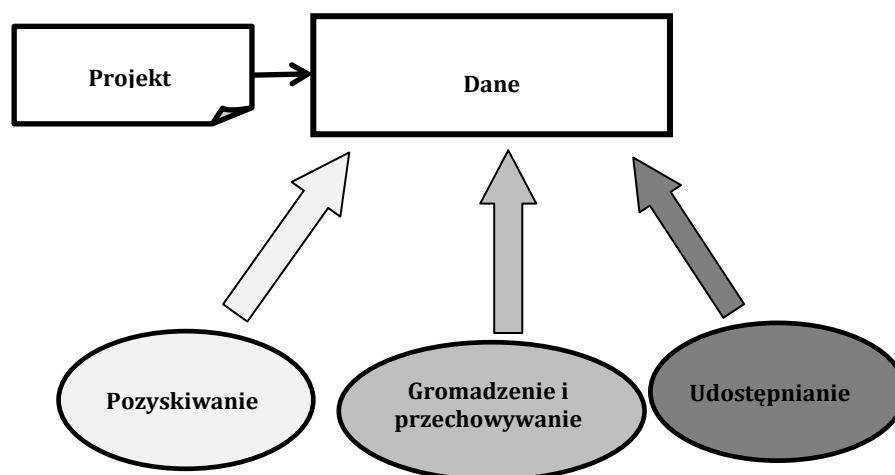 Projekt
Dane
Pozyskiwanie
Gromadzenie i
przechowywanie
Udostępnianie